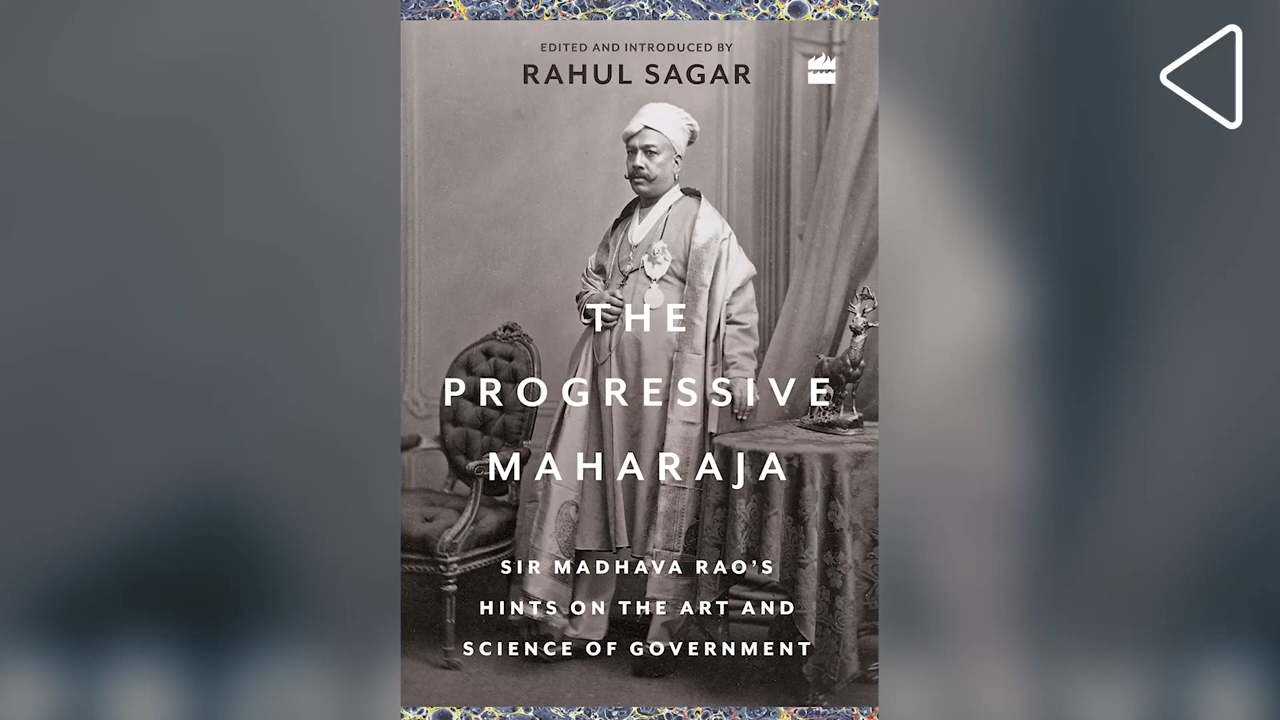 EDITED AND INTRODUCED BY
RAHUL SAGAR
THE
PROGRESSIVE
MAHARAJA
SIR MADHAVA RAO'S
HINTS ON THE ART AND
SCIENCE OF GOVERNMENT